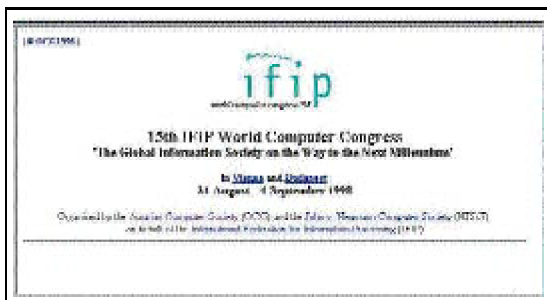 ifip
15th IFIP World Computer Congress
"The Global Information Society on the Way to the Next Millennium"
in Vienna and Budapest
31 August - 4 September 1998
Organised by the Austrian Computer Society (OCG) and the John v. Neumann Computer Society (NJSZT)
on behalf of the International Federation for Information Processing (IFIP)